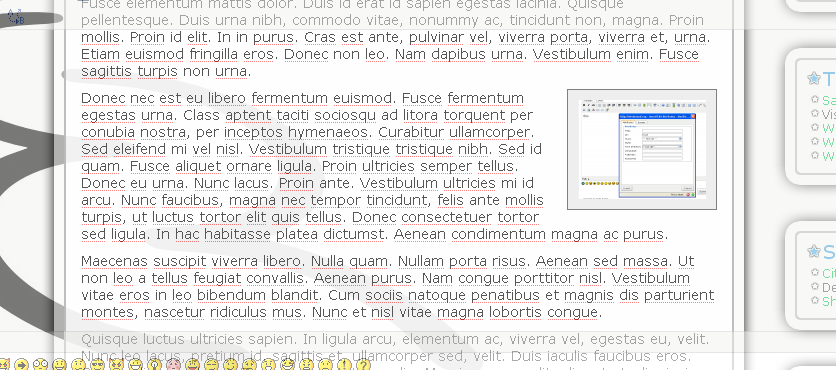 Fusce elementum mattis dolor. Duis id erat id sapien egestas lacinia. Quisque
pellentesque. Duis urna nibh, commodo vitae, nonummy ac, tincidunt non, magna. Proin
mollis. Proin id elit. In in purus. Cras est ante, pulvinar vel, viverra porta, viverra et, urna.
Etiam euismod fringilla eros. Donec non leo. Nam dapibus urna. Vestibulum enim. Fusce
sagittis turpis non urna.
Donec nec est eu libero fermentum euismod. Fusce fermentum
egestas urna. Class aptent taciti sociosqu ad litora torquent per
conubia nostra, per inceptos hymenaeos. Curabitur ullamcorper.
Sed eleifend mi vel nisl. Vestibulum tristique tristique nibh. Sed id
quam. Fusce aliquet ornare ligula. Proin ultricies semper tellus.
Donec eu urna. Nunc lacus. Proin ante. Vestibulum ultricies mi id
arcu. Nunc faucibus, magna nec tempor tincidunt, felis ante mollis
turpis, ut luctus tortor elit quis tellus. Donec consectetuer tortor
sed ligula. In hac habitasse platea dictumst. Aenean condimentum magna ac purus.
Maecenas suscipit viverra libero. Nulla quam. Nullam porta risus. Aenean sed massa. Ut
non leo a tellus feugiat convallis. Aenean purus. Nam congue porttitor nisl. Vestibulum
vitae eros in leo bibendum blandit. Cum sociis natoque penatibus et magnis dis parturient
montes, nascetur ridiculus mus. Nunc et nisl vitae magna lobortis congue.
Quisque luctus ultricies sapien. In ligula arcu, elementum ac, viverra vel, egestas eu, velit.
Nunc leo lacus, pretium id, sagittis et, ullamcorper sed, velit. Duis iaculis faucibus eros.
T
Sa
Vis
W
W
S
Cit
De
Sh